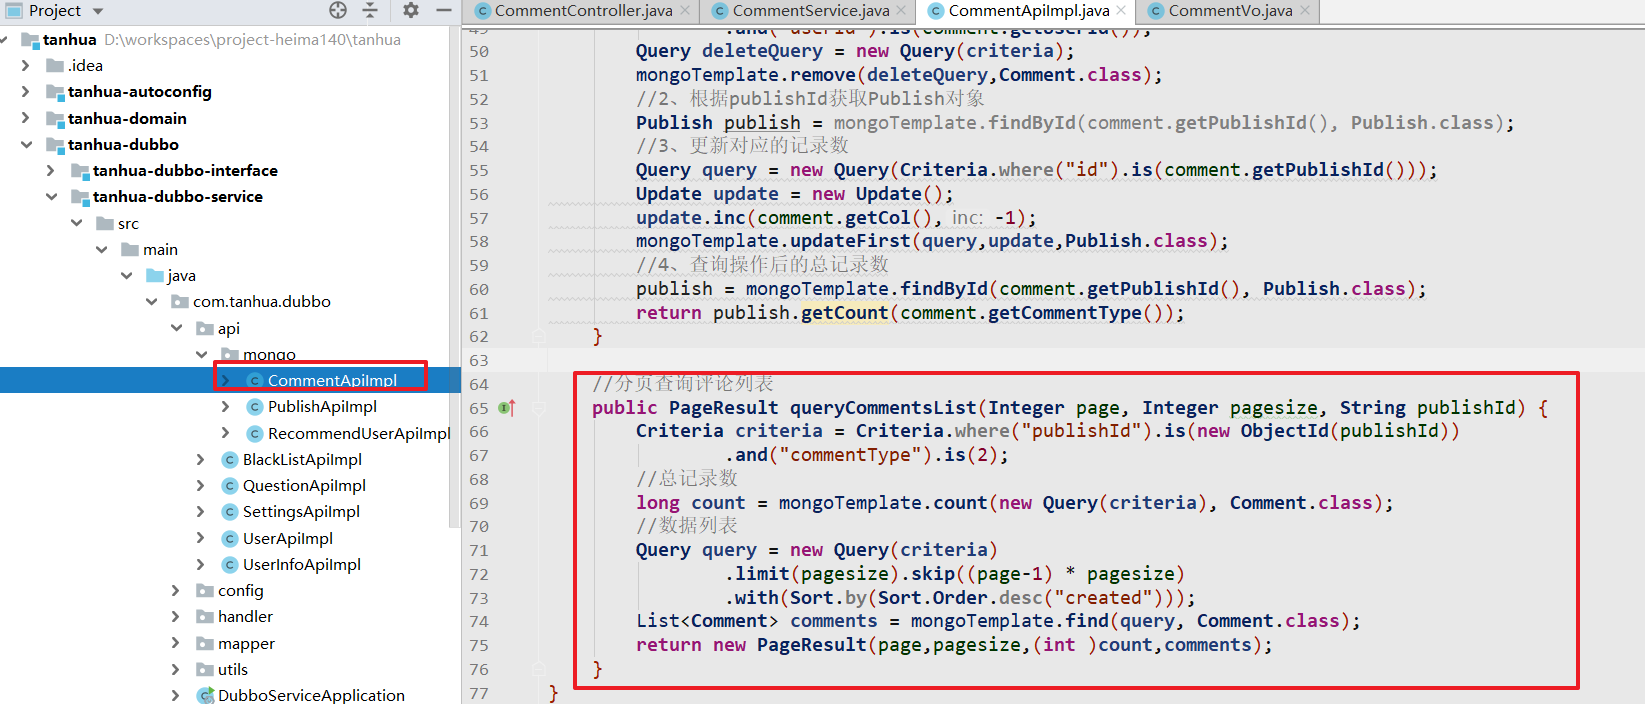 Project
CommentController.java
CommentService.java
CommentApiImpl.java
CommentVo.java
tanhua D:\workspaces\project-heima140\tanhua
.idea
tanhua-autoconfig
tanhua-domain
tanhua-dubbo
tanhua-dubbo-interface
tanhua-dubbo-service
src
main
java
com.tanhua.dubbo
api
mongo
CommentApiImpl
PublishApiImpl
RecommendUserApiImpl
BlackListApiImpl
QuestionApiImpl
SettingsApiImpl
UserApiImpl
UserInfoApiImpl
config
handler
mapper
utils
DubboServiceApplication
49 .and("userId").is(comment.getUserId());
50 Query deleteQuery = new Query(criteria);
51 mongoTemplate.remove(deleteQuery,Comment.class);
52 //2、根据publishId获取Publish对象
53 Publish publish = mongoTemplate.findById(comment.getPublishId(), Publish.class);
54 //3、更新对应的记录数
55 Query query = new Query(Criteria.where("id").is(comment.getPublishId()));
56 Update update = new Update();
57 update.inc(comment.getCol(), inc: -1);
58 mongoTemplate.updateFirst(query,update,Publish.class);
59 //4、查询操作后的总记录数
60 publish = mongoTemplate.findById(comment.getPublishId(), Publish.class);
61 return publish.getCount(comment.getCommentType());
62 }
63
64 //分页查询评论列表
65 public PageResult queryCommentsList(Integer page, Integer pagesize, String publishId) {
66 Criteria criteria = Criteria.where("publishId").is(new ObjectId(publishId))
67 .and("commentType").is(2);
68 //总记录数
69 long count = mongoTemplate.count(new Query(criteria), Comment.class);
70 //数据列表
71 Query query = new Query(criteria)
72 .limit(pagesize).skip((page-1) * pagesize)
73 .with(Sort.by(Sort.Order.desc("created")));
74 List<Comment> comments = mongoTemplate.find(query, Comment.class);
75 return new PageResult(page,pagesize,(int )count,comments);
76 }
77 }